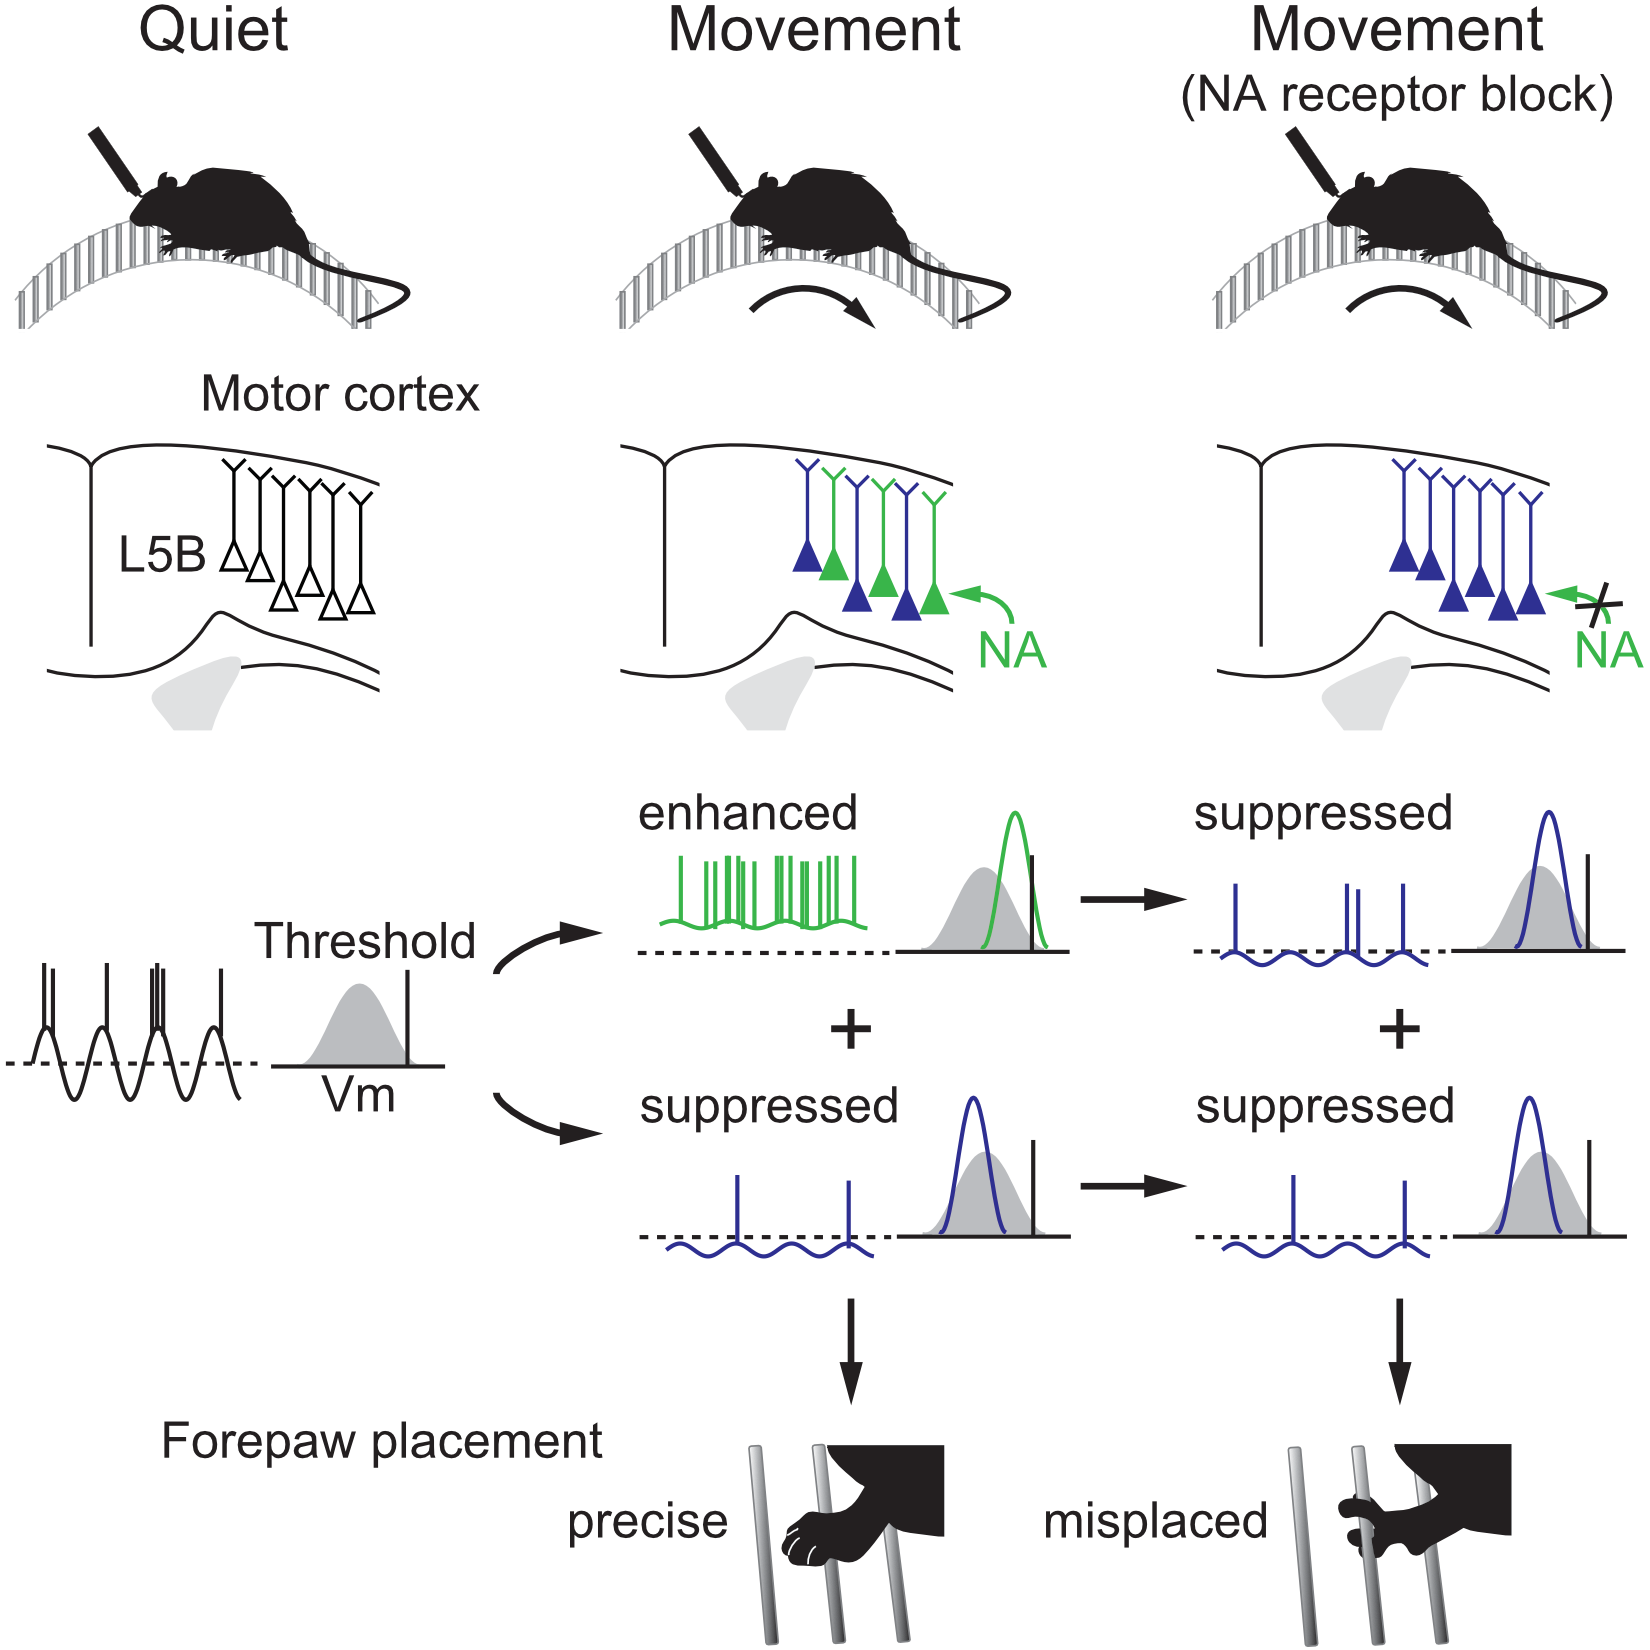 Quiet
Movement
Movement
(NA receptor block)
Motor cortex
L5B
NA
NA
enhanced
suppressed
Threshold
Vm
+
+
suppressed
suppressed
Forepaw placement
precise
misplaced